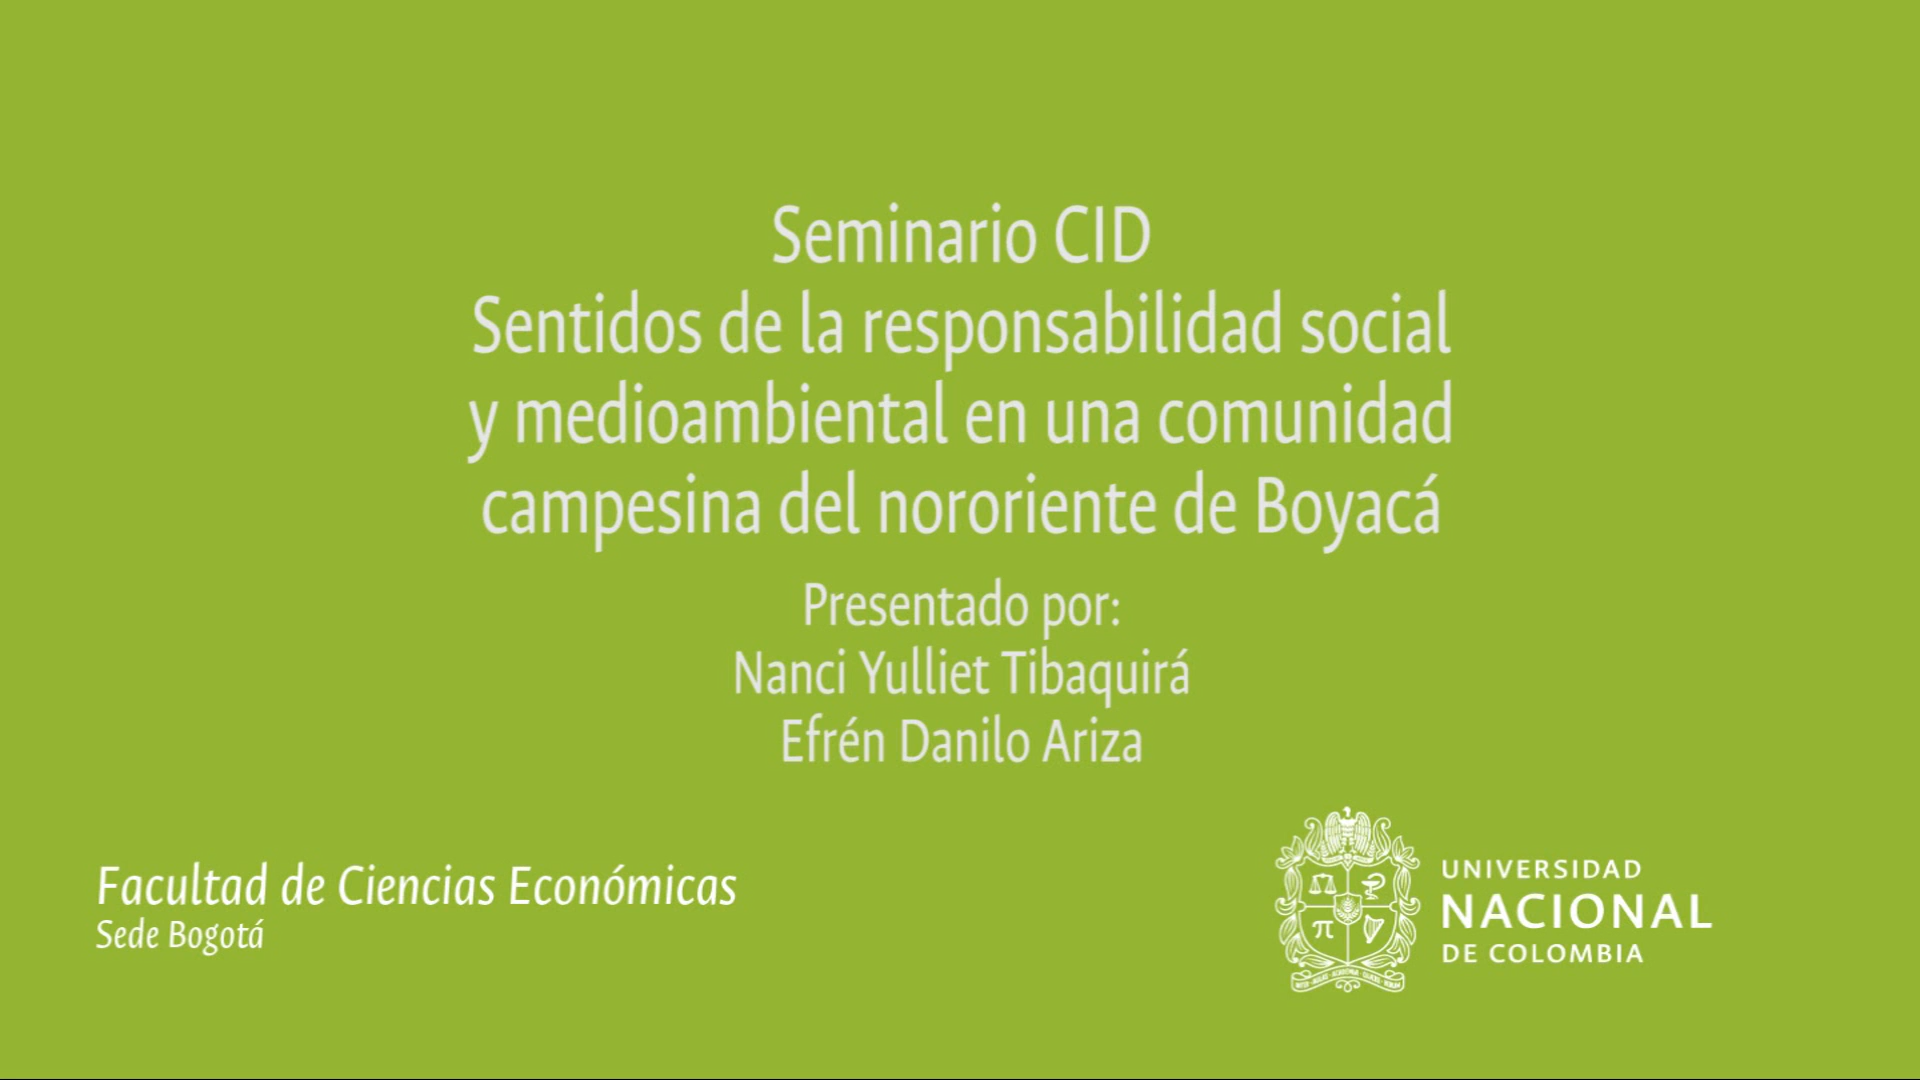 Seminario CID
Sentidos de la responsabilidad social
y medioambiental en una comunidad
campesina del nororiente de Boyacá
Presentado por:
Nanci Yulliet Tibaquirá
Efrén Danilo Ariza
Facultad de Ciencias Económicas
Sede Bogotá
UNIVERSIDAD
NACIONAL
DE COLOMBIA
π